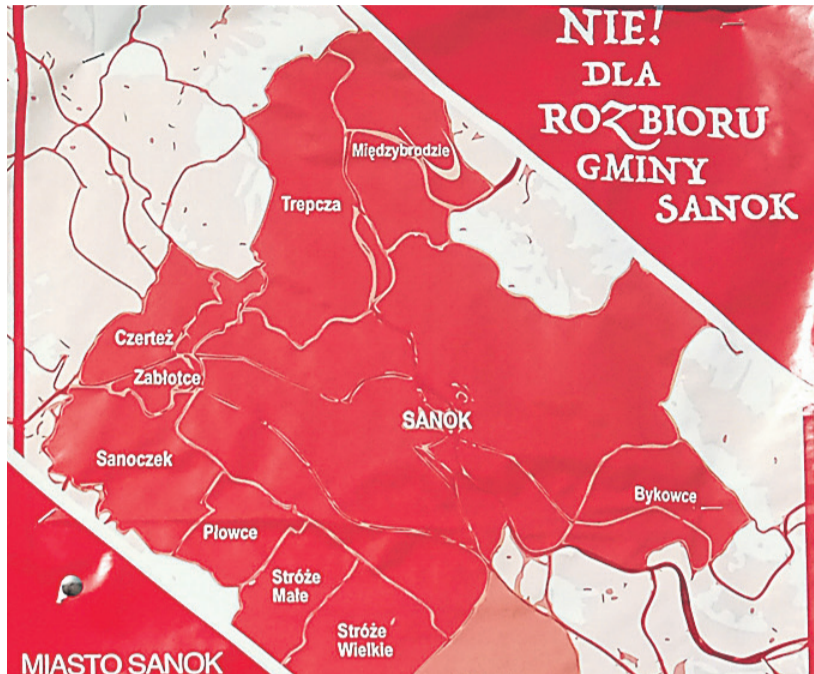 NIE!
DLA
ROZBIORU
GMINY
SANOK
Międzybrodzie
Trepcza
Czerteż
Zabłotce
SANOK
Sanoczek
Bykowce
Płowce
Stróże
Małe
Stróże
Wielkie
MIASTO SANOK